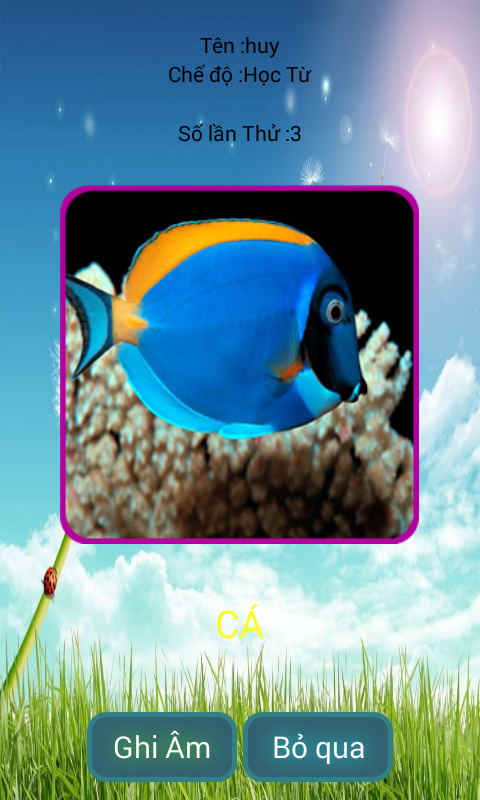 Tên :huy
Chế độ :Học Từ
Số lần Thử :3
CÁ
Ghi Âm
Bỏ qua